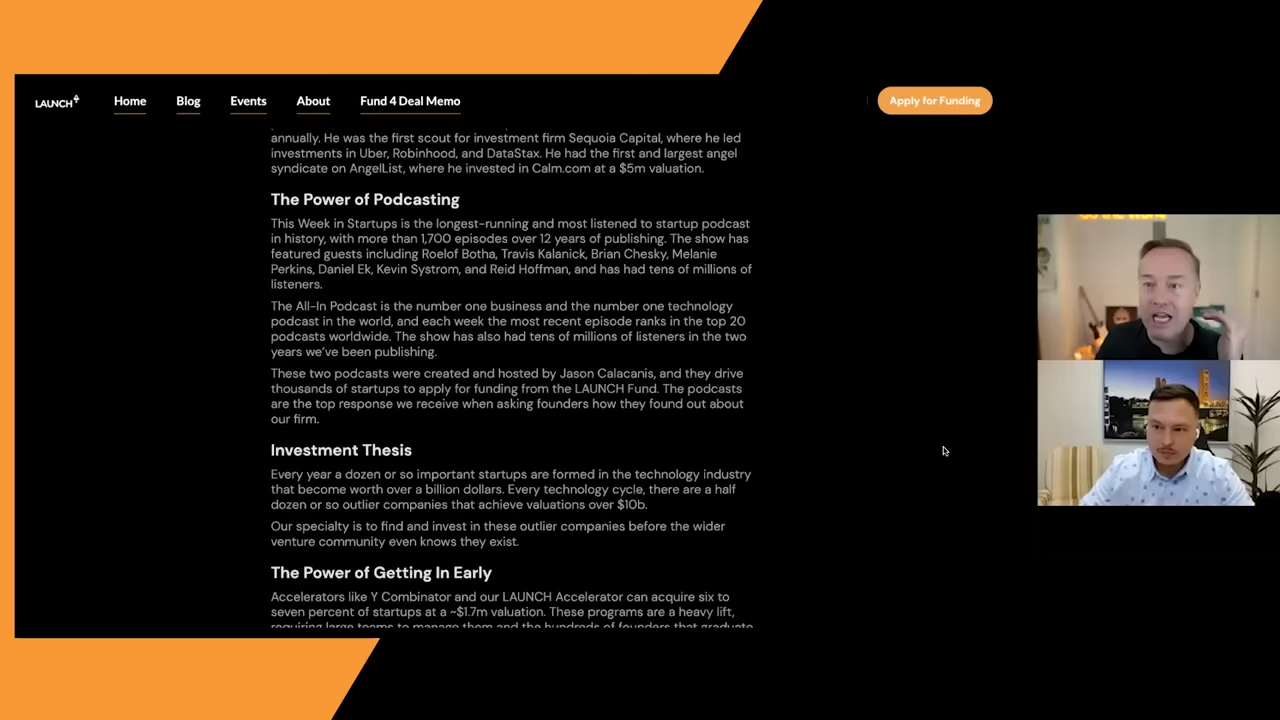 LAUNCH
Home
Blog
Events
About
Fund 4 Deal Memo
Apply for Funding
annually. He was the first scout for investment firm Sequoia Capital, where he led
investments in Uber, Robinhood, and DataStax. He had the first and largest angel
syndicate on AngelList, where he invested in Calm.com at a $5m valuation.
The Power of Podcasting
This Week in Startups is the longest-running and most listened to startup podcast
in history, with more than 1,700 episodes over 12 years of publishing. The show has
featured guests including Roelof Botha, Travis Kalanick, Brian Chesky, Melanie
Perkins, Daniel Ek, Kevin Systrom, and Reid Hoffman, and has had tens of millions of
listeners.
The All-In Podcast is the number one business and the number one technology
podcast in the world, and each week the most recent episode ranks in the top 20
podcasts worldwide. The show has also had tens of millions of listeners in the two
years we've been publishing.
These two podcasts were created and hosted by Jason Calacanis, and they drive
thousands of startups to apply for funding from the LAUNCH Fund. The podcasts
are the top response we receive when asking founders how they found out about
our firm.
Investment Thesis
Every year a dozen or so important startups are formed in the technology industry
that become worth over a billion dollars. Every technology cycle, there are a half
dozen or so outlier companies that achieve valuations over $10b.
Our specialty is to find and invest in these outlier companies before the wider
venture community even knows they exist.
The Power of Getting In Early
Accelerators like Y Combinator and our LAUNCH Accelerator can acquire six to
seven percent of startups at a ~$1.7m valuation. These programs are a heavy lift,
requiring large teams to manage them and the hundreds of founders that graduate